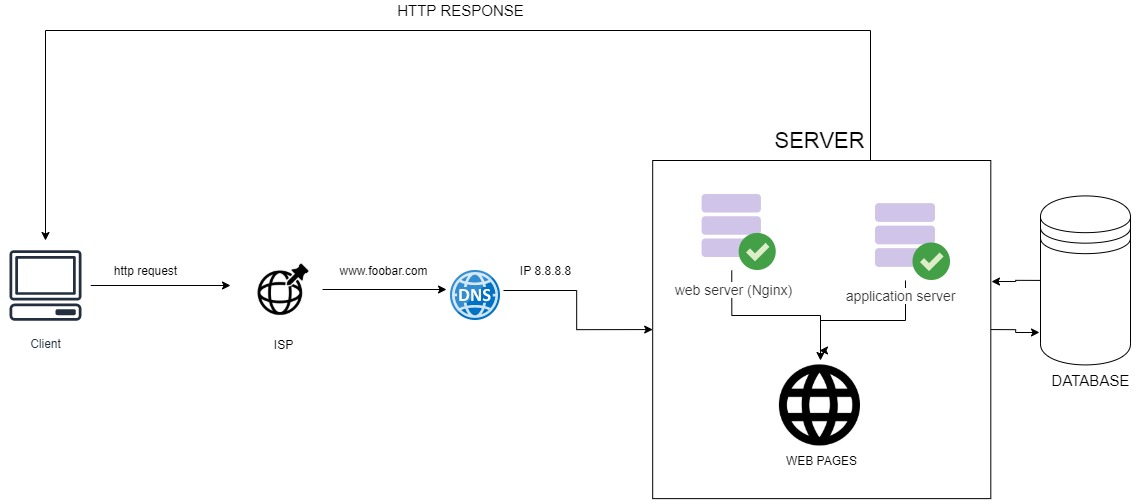 HTTP RESPONSE
SERVER
web server (Nginx)
application server
http request
www.foobar.com
IP 8.8.8.8
DNS
Client
ISP
DATABASE
WEB PAGES